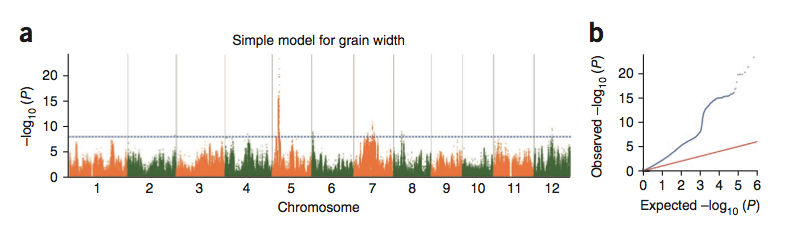 a
Simple model for grain width
−log10 (P)
20
15
10
5
0
1 2 3 4 5 6 7 8 9 10 11 12
Chromosome
b
Observed −log10 (P)
20
15
10
5
0
0 1 2 3 4 5 6
Expected −log10 (P)